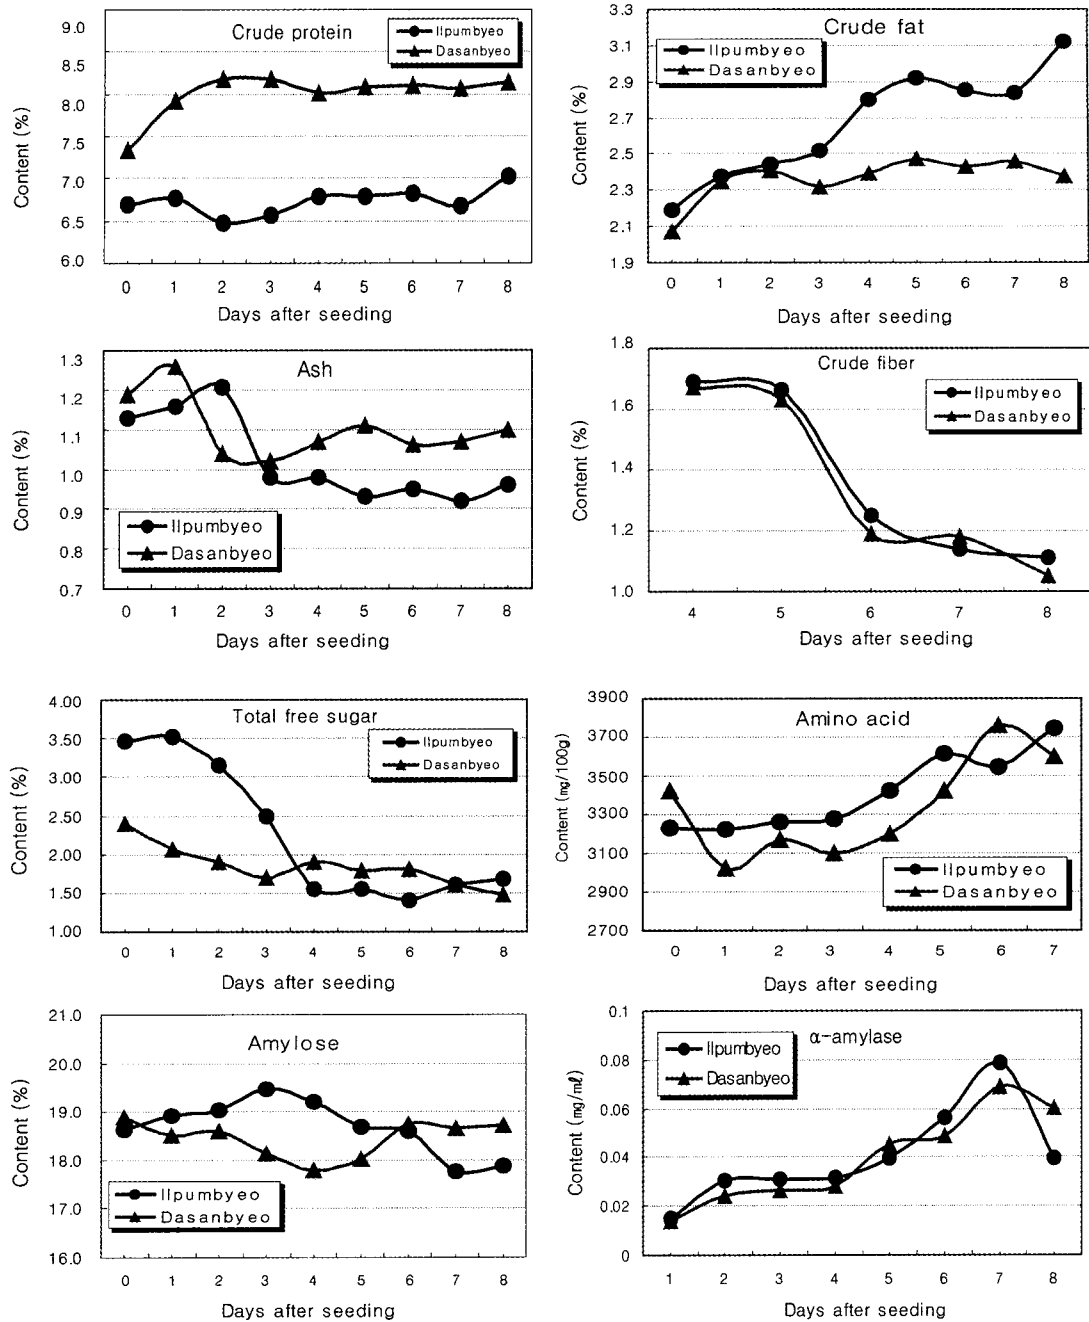 Crude protein
Ilpumbyeo
Dasanbyeo
9.0
8.5
8.0
7.5
7.0
6.5
6.0
Content (%)
0 1 2 3 4 5 6 7 8
Days after seeding
Crude fat
Ilpumbyeo
Dasanbyeo
3.3
3.1
2.9
2.7
2.5
2.3
2.1
1.9
Content (%)
0 1 2 3 4 5 6 7 8
Days after seeding
Ash
Ilpumbyeo
Dasanbyeo
1.3
1.2
1.1
1.0
0.9
0.8
0.7
Content (%)
0 1 2 3 4 5 6 7 8
Days after seeding
Crude fiber
Ilpumbyeo
Dasanbyeo
1.8
1.6
1.4
1.2
1.0
Content (%)
4 5 6 7 8
Days after seeding
Total free sugar
Ilpumbyeo
Dasanbyeo
4.00
3.50
3.00
2.50
2.00
1.50
1.00
Content (%)
0 1 2 3 4 5 6 7 8
Days after seeding
Amino acid
Ilpumbyeo
Dasanbyeo
3900
3700
3500
3300
3100
2900
2700
Content (mg/100g)
0 1 2 3 4 5 6 7
Days after seeding
Amylose
Ilpumbyeo
Dasanbyeo
21.0
20.0
19.0
18.0
17.0
16.0
Content (%)
0 1 2 3 4 5 6 7 8
Days after seeding
α-amylase
Ilpumbyeo
Dasanbyeo
0.1
0.08
0.06
0.04
0.02
0
Content (mg/mℓ)
1 2 3 4 5 6 7 8
Days after seeding